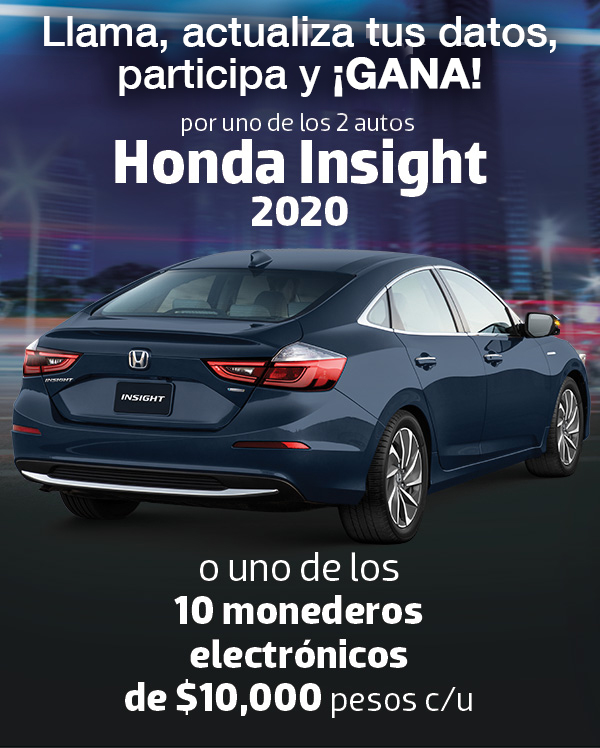 Llama, actualiza tus datos,
participa y ¡GANA!
por uno de los 2 autos
Honda Insight
2020
INSIGHT
INSIGHT
o uno de los
10 monederos
electrónicos
de $10,000 pesos c/u